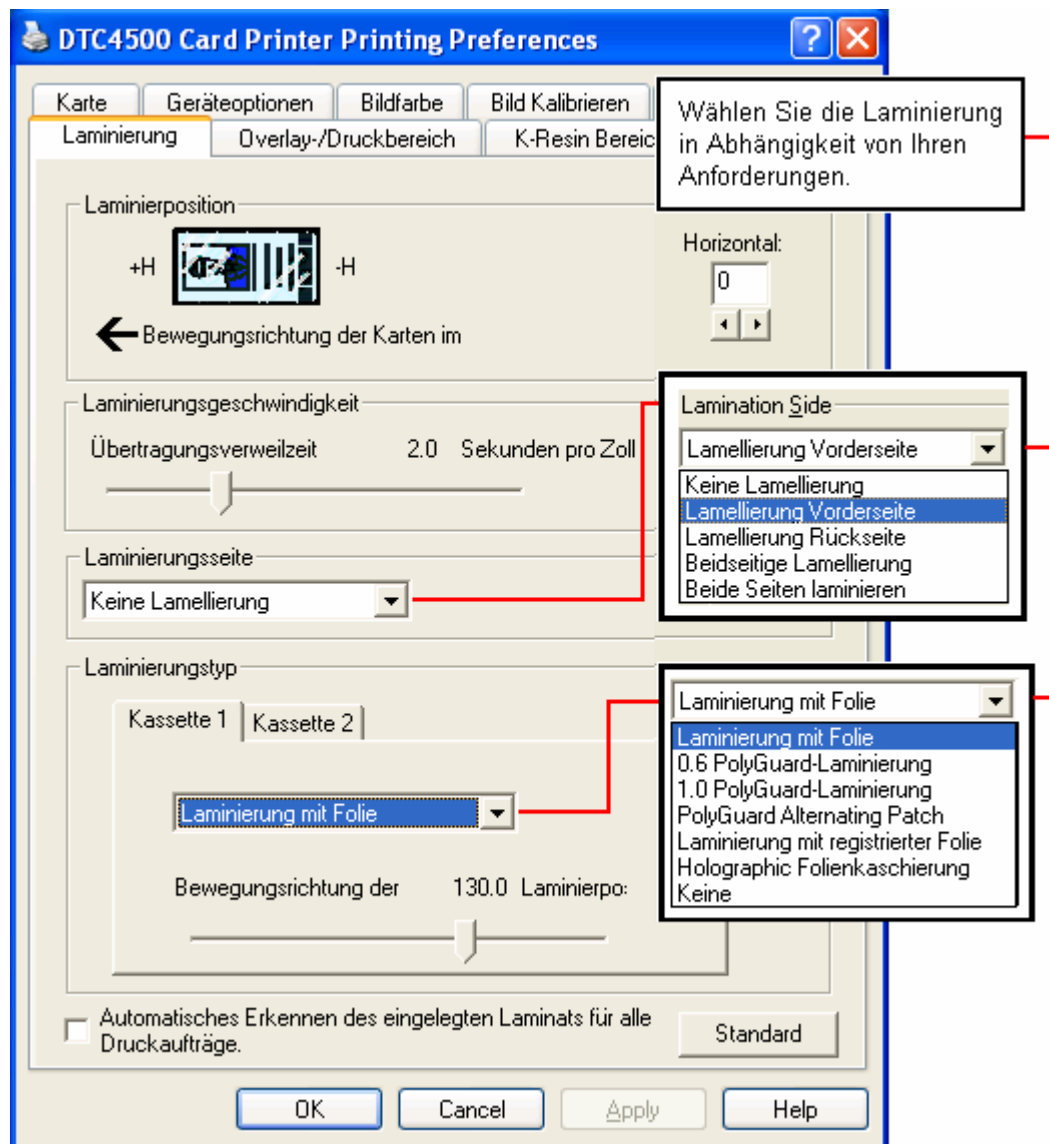 DTC4500 Card Printer Printing Preferences
Karte
Geräteoptionen
Bildfarbe
Bild Kalibrieren
Laminierung
Overlay-/Druckbereich
K-Resin Bereic
Wählen Sie die Laminierung
in Abhängigkeit von Ihren
Anforderungen.
Laminierposition
+H
-H
Horizontal:
0
Bewegungsrichtung der Karten im
Laminierungsgeschwindigkeit
Übertragungsverweilzeit 2.0 Sekunden pro Zoll
Lamination Side
Lamellierung Vorderseite
Keine Lamellierung
Lamellierung Vorderseite
Lamellierung Rückseite
Beidseitige Lamellierung
Beide Seiten laminieren
Laminierungsseite
Keine Lamellierung
Laminierungstyp
Kassette 1
Kassette 2
Laminierung mit Folie
Laminierung mit Folie
Laminierung mit Folie
0.6 PolyGuard-Laminierung
1.0 PolyGuard-Laminierung
PolyGuard Alternating Patch
Laminierung mit registrierter Folie
Holographic Folienkaschierung
Keine
Bewegungsrichtung der 130.0 Laminierpo:
Automatisches Erkennen des eingelegten Laminats für alle
Druckaufträge.
Standard
OK
Cancel
Apply
Help